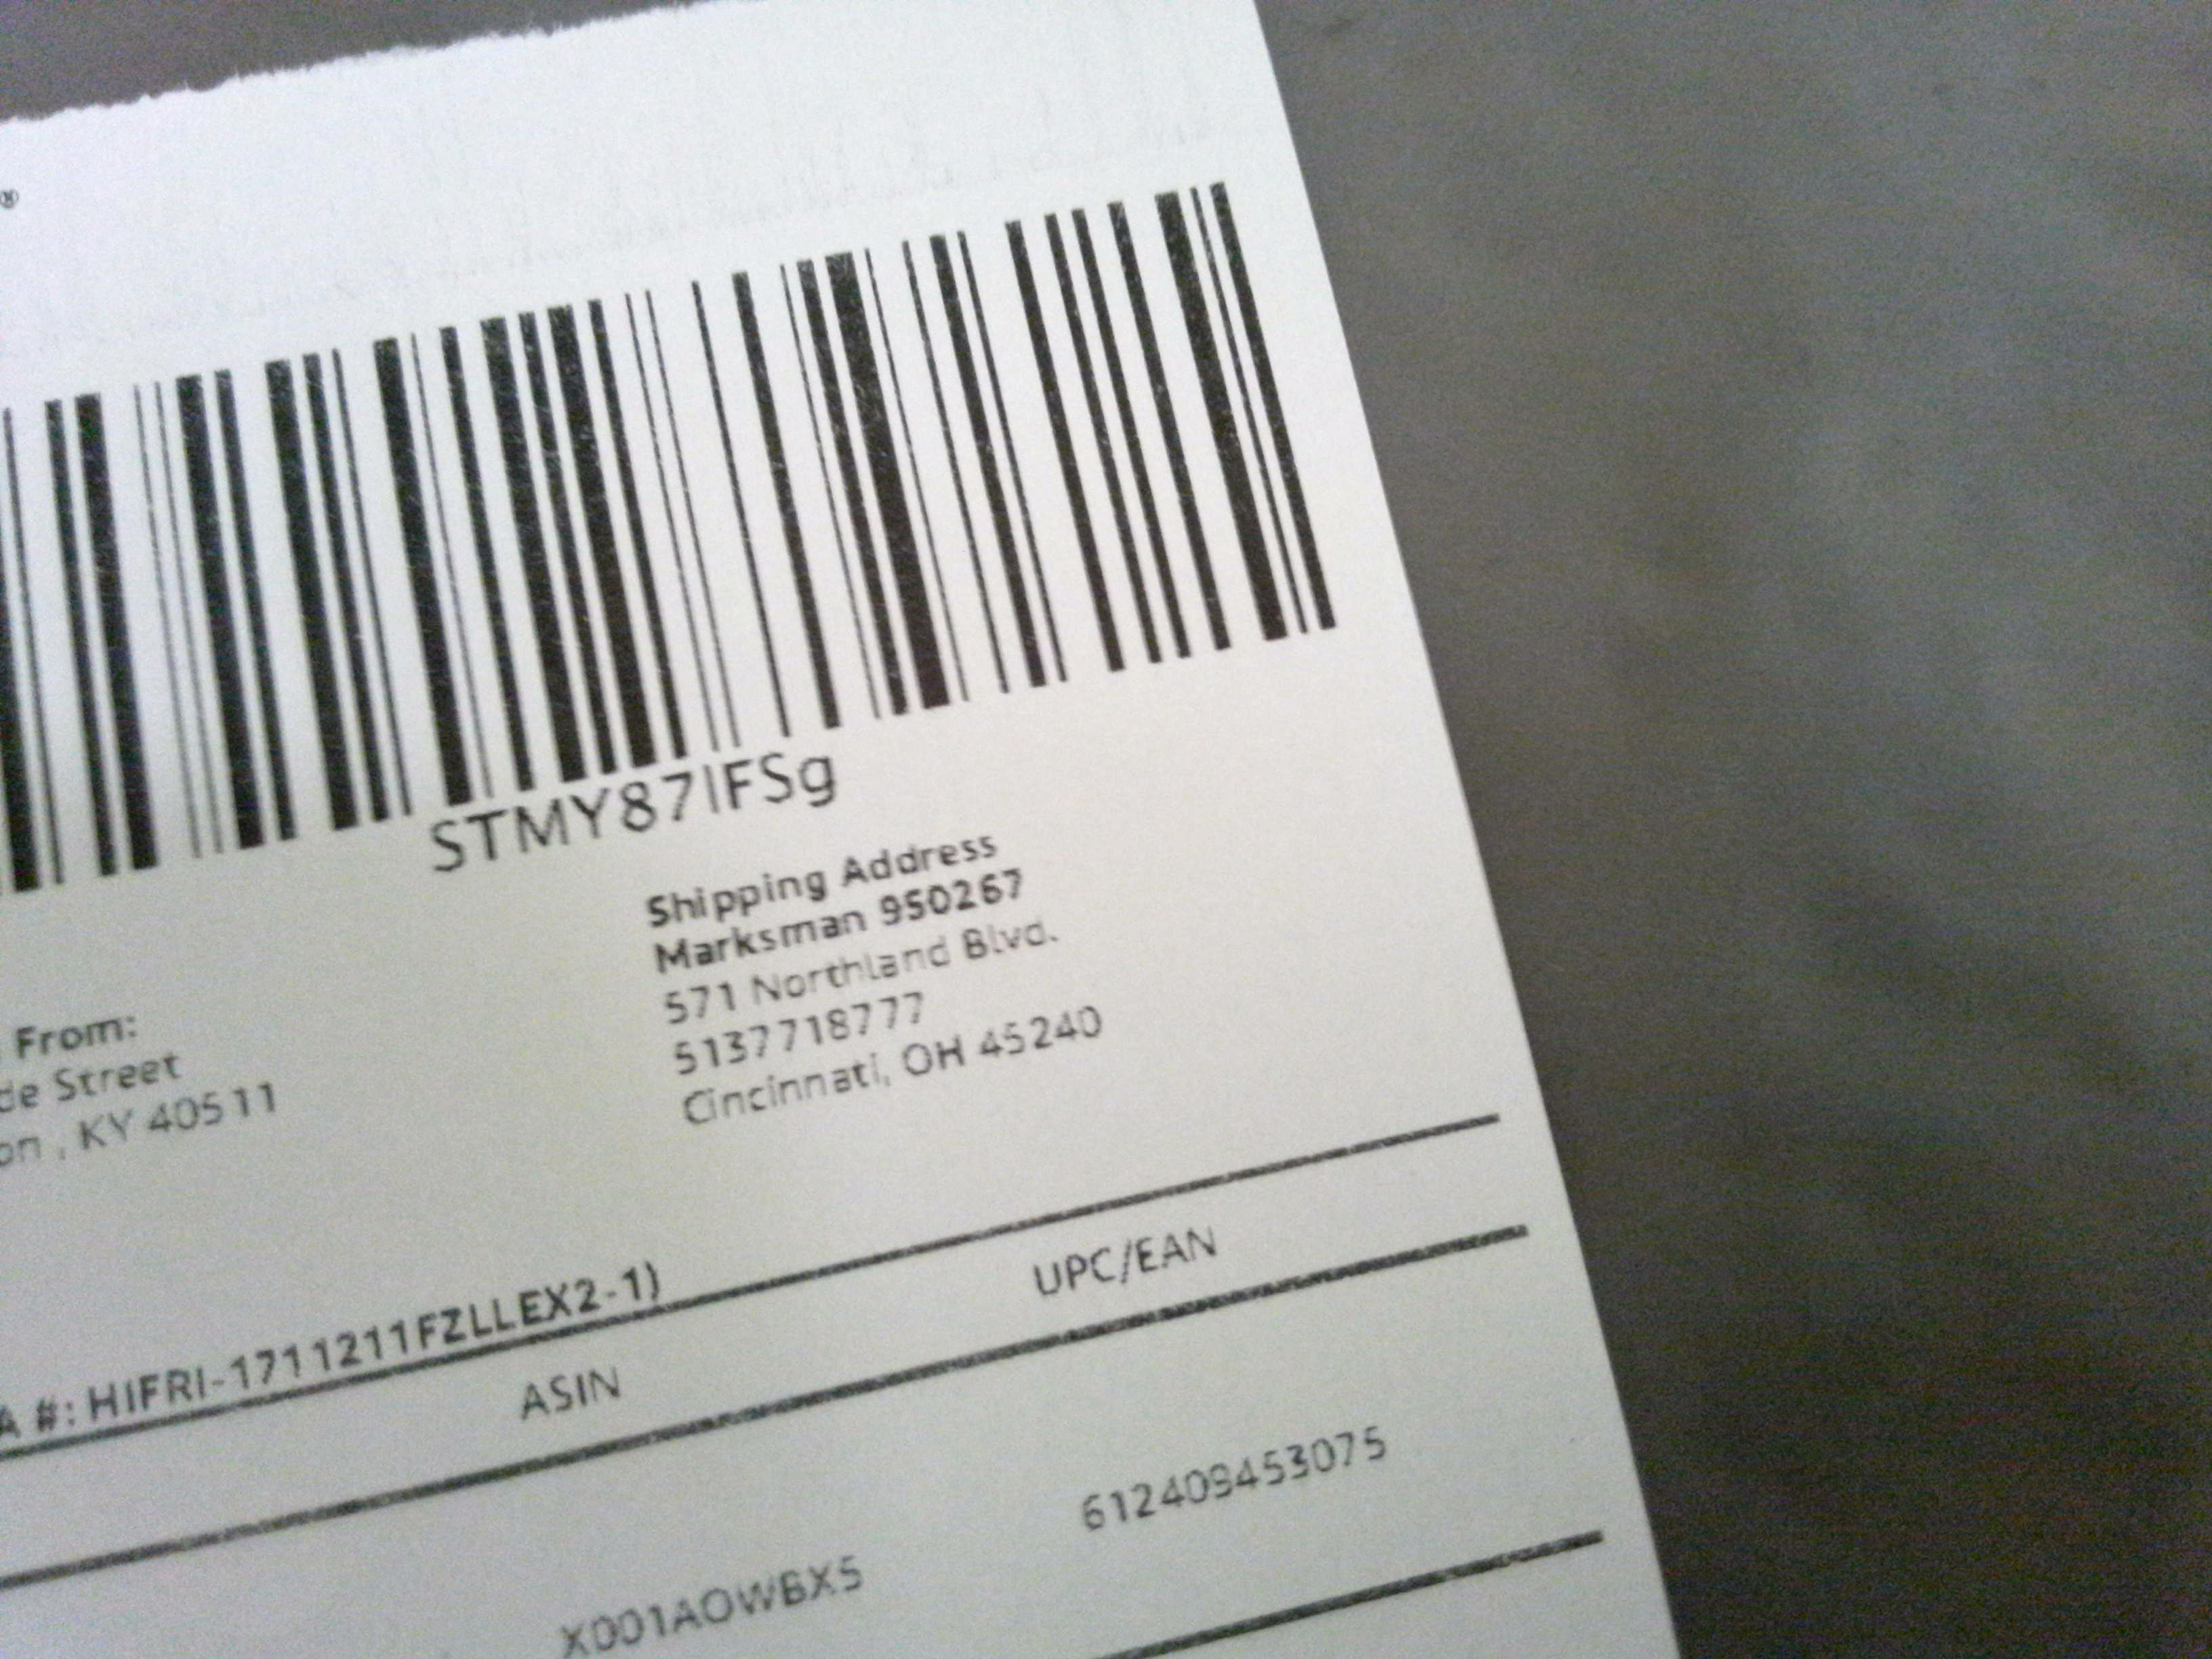 ®
STMY87IFSg
Shipping Address
Marksman 950267
571 Northland Blvd.
5137718777
Cincinnati, OH 45240
From:
de Street
on , KY 40511
A #: HIFRI-1711211FZLLEX2-1)
ASIN UPC/EAN
X001AOWBX5 612409453075